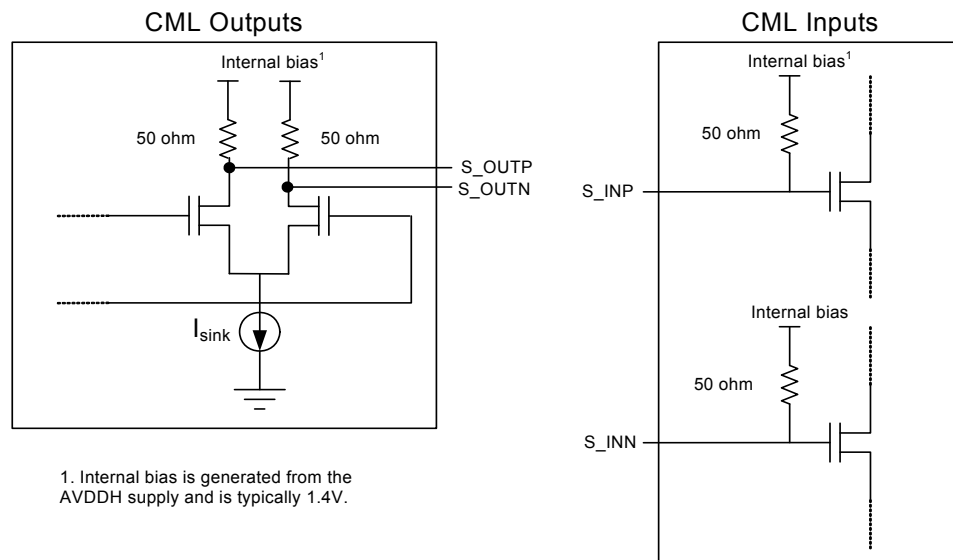 CML Outputs
Internal bias1
50 ohm
50 ohm
S_OUTP
S_OUTN
Isink
1. Internal bias is generated from the
AVDDH supply and is typically 1.4V.
CML Inputs
Internal bias1
50 ohm
S_INP
Internal bias
50 ohm
S_INN